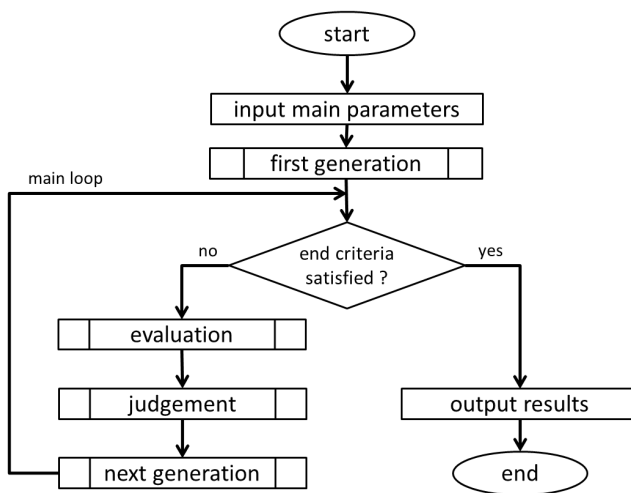 start
input main parameters
first generation
main loop
no
end criteria
satisfied ?
yes
evaluation
judgement
output results
next generation
end